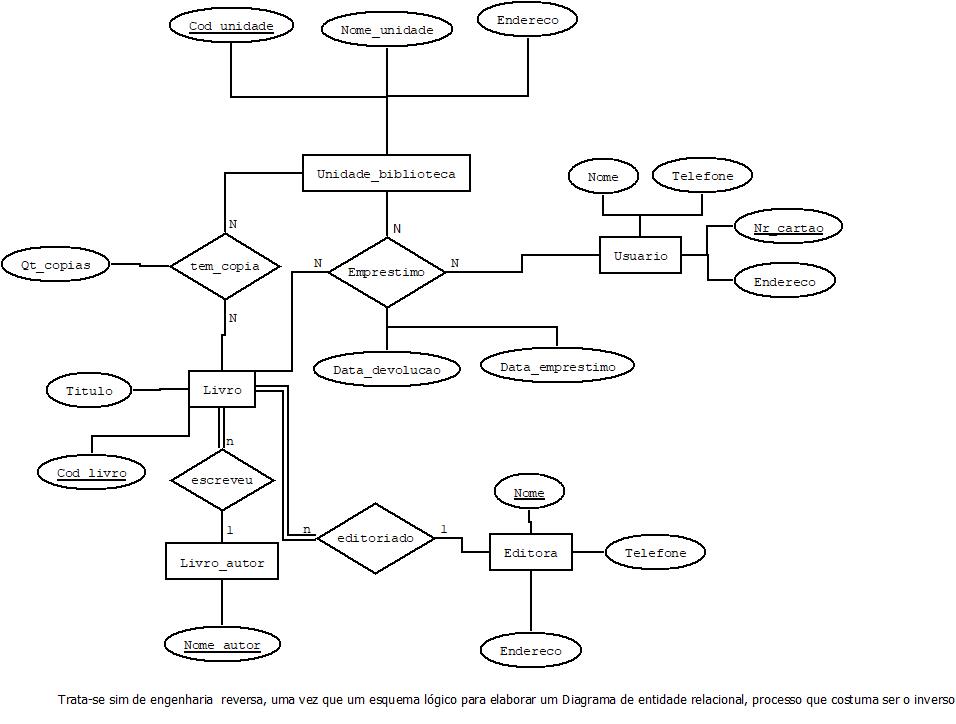 Cod_unidade
Nome_unidade
Endereco
Unidade_biblioteca
Nome
Telefone
Nr_cartao
Usuario
Endereco
N
N
Qt_copias
tem_copia
N
Emprestimo
N
N
Data_devolucao
Data_emprestimo
Titulo
Livro
n
Cod_livro
escreveu
Nome
1
n
editoriado
1
Editora
Telefone
Livro_autor
Nome_autor
Endereco
Trata-se sim de engenharia  reversa, uma vez que um esquema lógico para elaborar um Diagrama de entidade relacional, processo que costuma ser o inverso